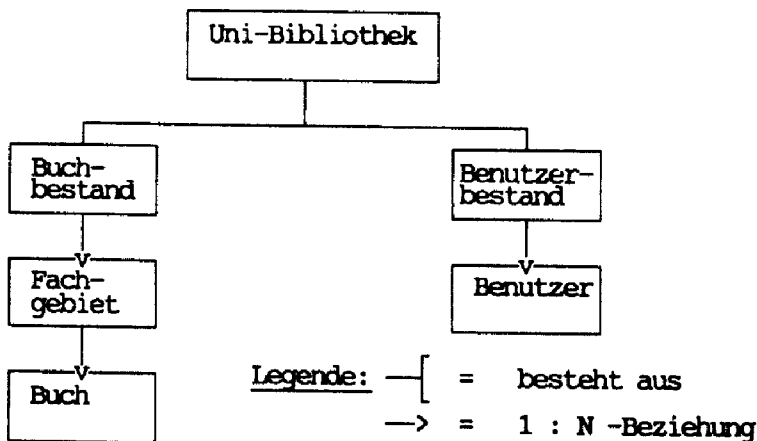 Uni-Bibliothek
Buch-
bestand
Benutzer-
bestand
Fach-
gebiet
Benutzer
Buch
Legende: —[ = besteht aus
—> = 1 : N -Beziehung